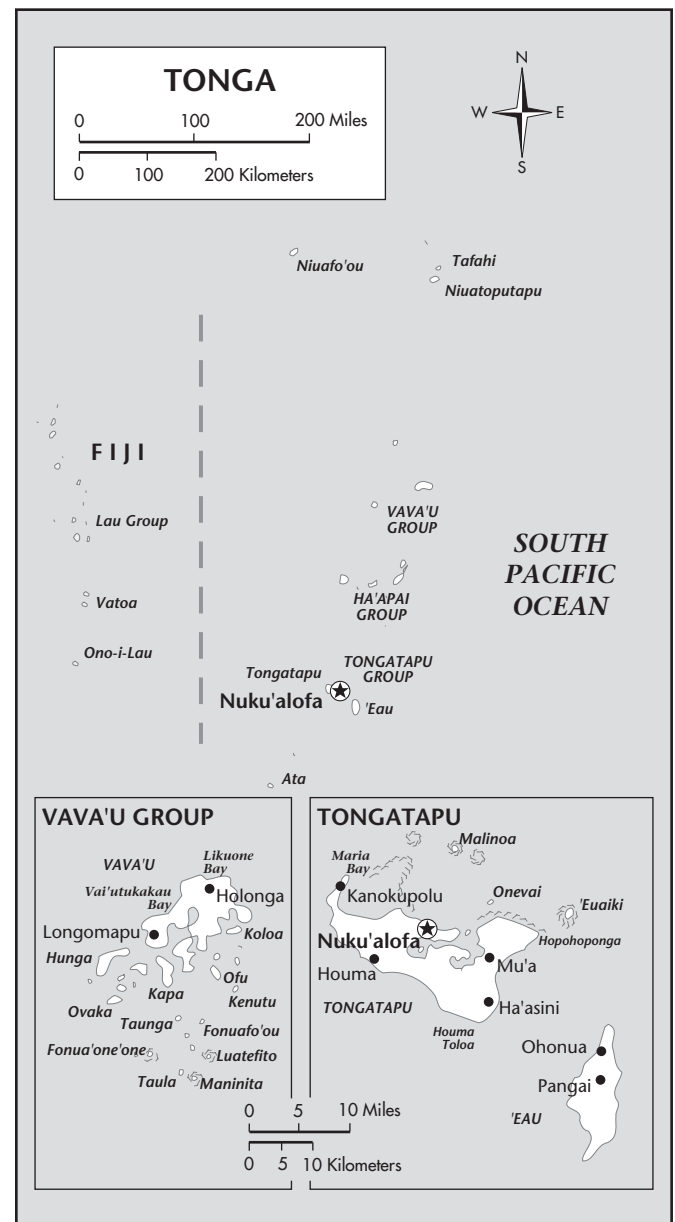 TONGA
0 100 200 Miles
0 100 200 Kilometers
N
W E
S
Niuafo'ou
Tafahi
Niuatoputapu
FIJI
Lau Group
VAVA'U
GROUP
SOUTH
PACIFIC
OCEAN
Vatoa
HA'APAI
GROUP
Ono-i-Lau
TONGATAPU
GROUP
Tongatapu
Nuku'alofa
'Eau
Ata
VAVA'U GROUP
VAVA'U
Likuone
Bay
Vai'utukakau
Bay
Holonga
Longomapu
Koloa
Hunga
Ofu
Kapa
Kenutu
Ovaka
Taunga
Fonuafo'ou
Fonua'one'one
Luatefito
Taula
Maninita
TONGATAPU
Malinoa
Maria
Bay
Kanokupolu
Onevai
'Euaiki
Nuku'alofa
Hopohoponga
Houma
Mu'a
TONGATAPU
Ha'asini
Houma
Toloa
Ohonua
Pangai
'EAU
0 5 10 Miles
0 5 10 Kilometers